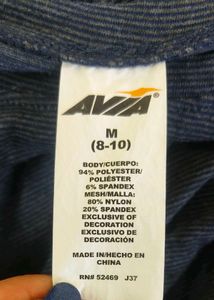 AVIA
M
(8-10)
BODY/CUERPO:
94% POLYESTER/
POLIÉSTER
6% SPANDEX
MESH/MALLA:
80% NYLON
20% SPANDEX
EXCLUSIVE OF
DECORATION
EXCLUSIVO DE
DECORACIÓN
MADE IN/HECHO EN
CHINA
RN# 52469 J37